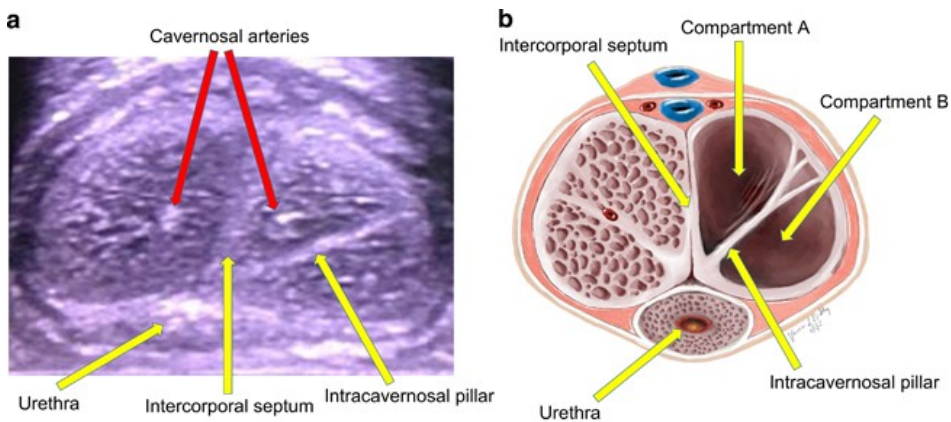 a
Cavernosal arteries
Urethra
Intercorporal septum
Intracavernosal pillar
b
Compartment A
Intercorporal septum
Compartment B
Intracavernosal pillar
Urethra